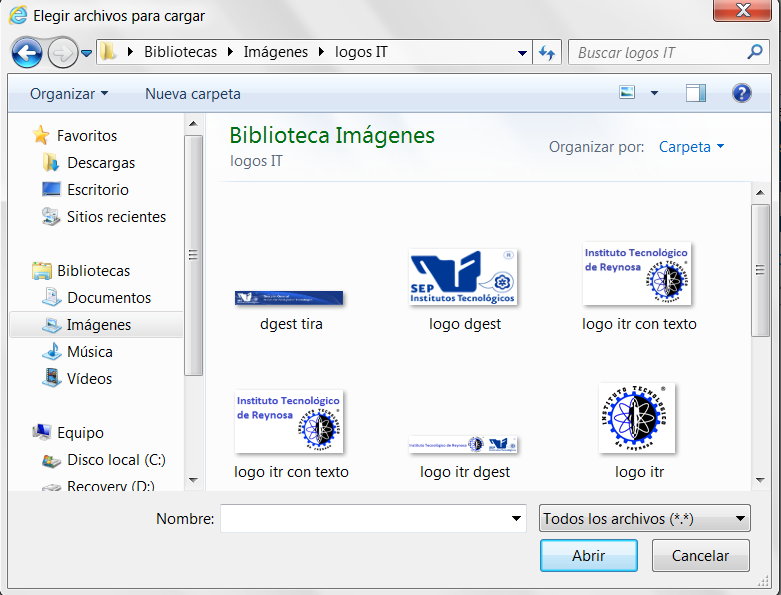 Elegir archivos para cargar
Bibliotecas Imágenes logos IT
Buscar logos IT
Organizar
Nueva carpeta
Favoritos
Descargas
Escritorio
Sitios recientes
Bibliotecas
Documentos
Imágenes
Música
Vídeos
Equipo
Disco local (C:)
Recovery (D:)
Biblioteca Imágenes
logos IT
Organizar por: Carpeta
dgest tira
SEP
Institutos Tecnológicos
logo dgest
Instituto Tecnológico
de Reynosa
logo itr con texto
Instituto Tecnológico
de Reynosa
logo itr con texto
Instituto Tecnológico de Reynosa
logo itr dgest
INSTITUTO TECNOLOGICO
de reynosa
logo itr
Nombre:
Todos los archivos (*.*)
Abrir
Cancelar